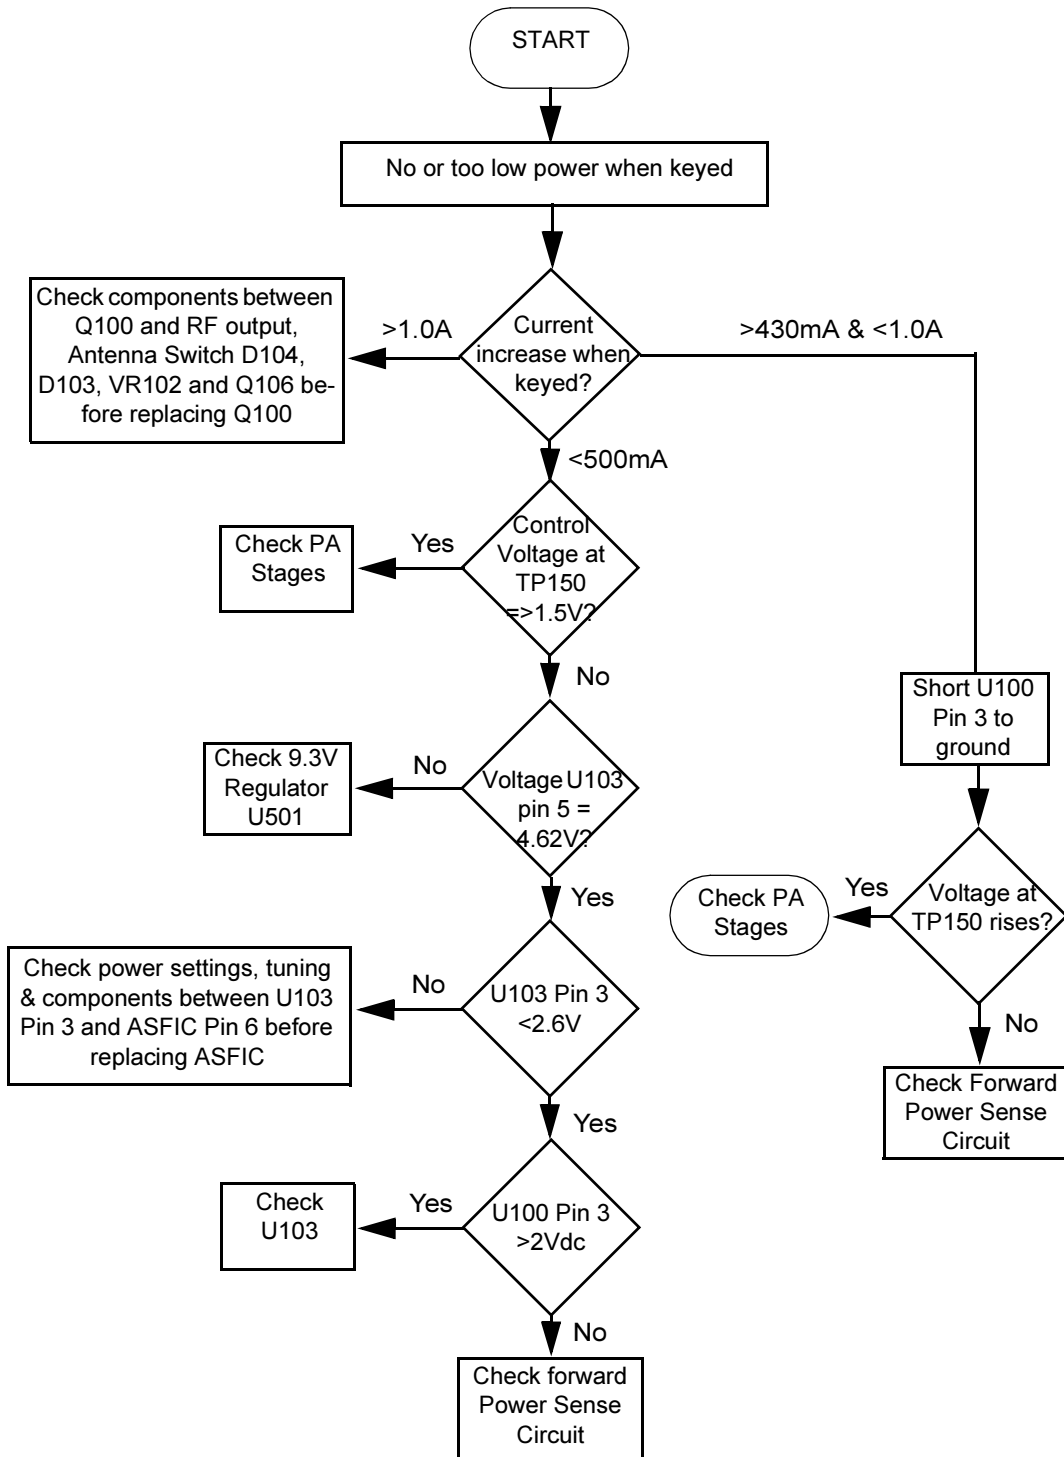 START
No or too low power when keyed
Check components between
Q100 and RF output,
Antenna Switch D104,
D103, VR102 and Q106 be-
fore replacing Q100
>1.0A
Current
increase when
keyed?
>430mA & <1.0A
<500mA
Check PA
Stages
Yes
Control
Voltage at
TP150
=>1.5V?
No
Short U100
Pin 3 to
ground
Check 9.3V
Regulator
U501
No
Voltage U103
pin 5 =
4.62V?
Yes
Check PA
Stages
Yes
Voltage at
TP150 rises?
Check power settings, tuning
& components between U103
Pin 3 and ASFIC Pin 6 before
replacing ASFIC
No
U103 Pin 3
<2.6V
No
Check Forward
Power Sense
Circuit
Yes
Check
U103
Yes
U100 Pin 3
>2Vdc
No
Check forward
Power Sense
Circuit